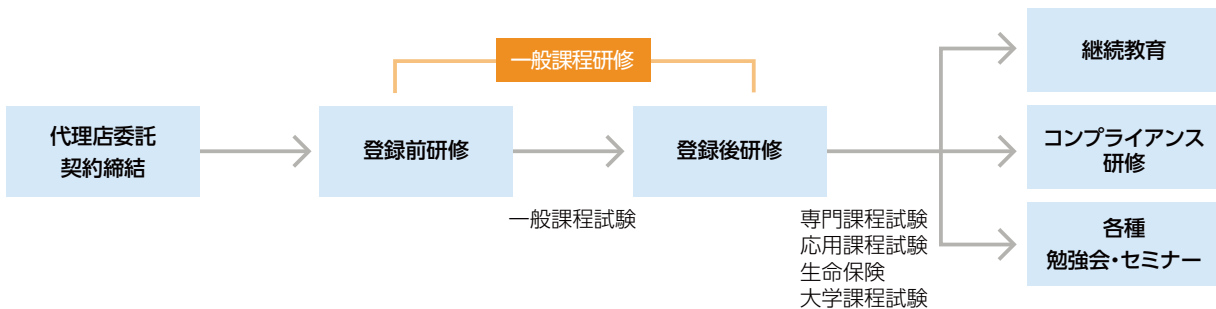 一般課程研修
代理店委託
契約締結
登録前研修
登録後研修
一般課程試験
専門課程試験
応用課程試験
生命保険
大学課程試験
継続教育
コンプライアンス
研修
各種
勉強会・セミナー